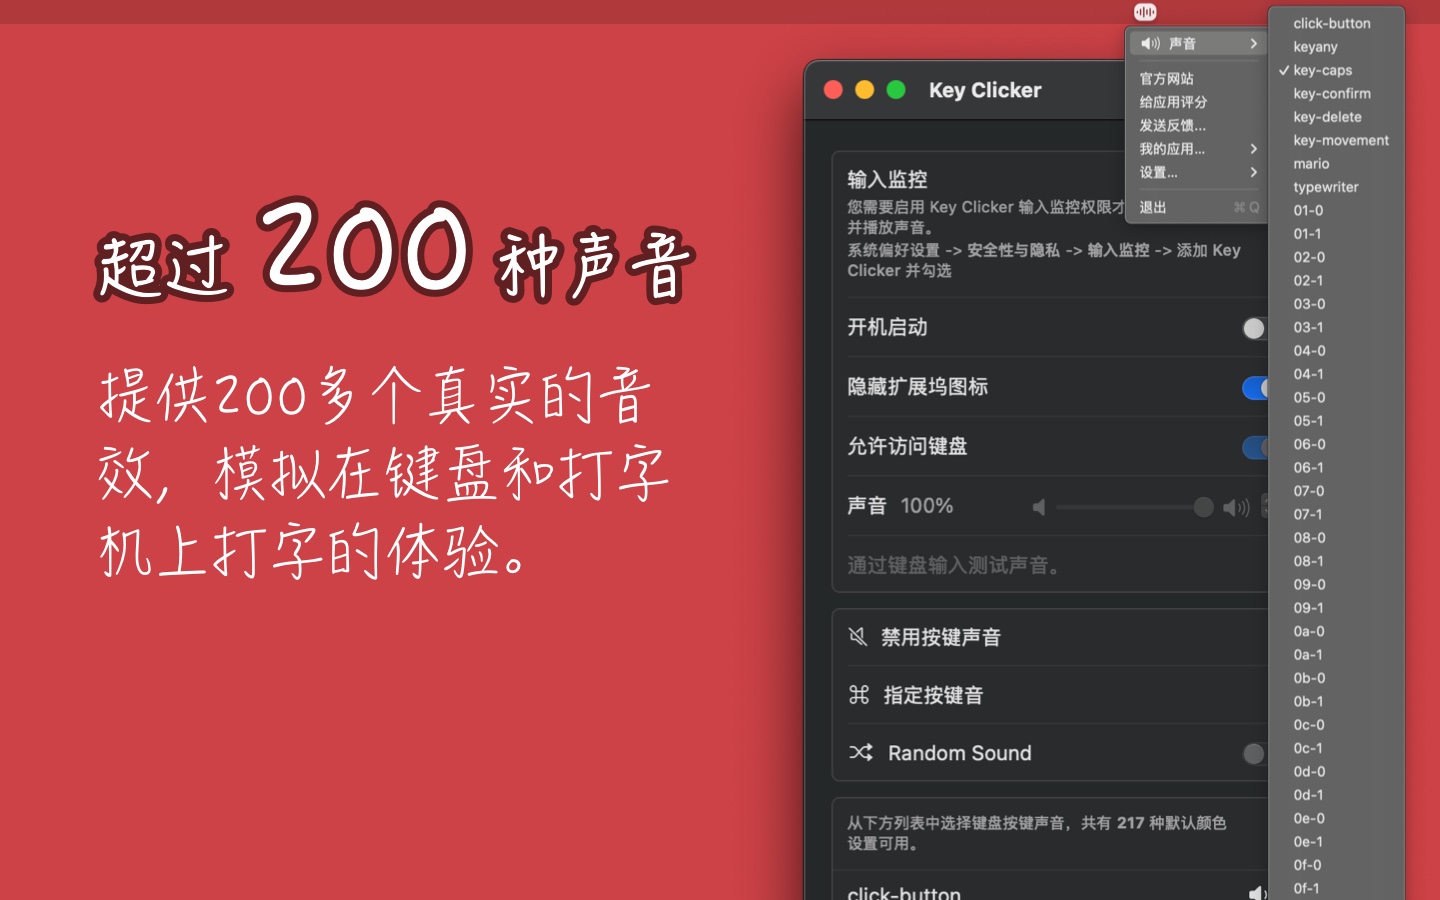 超过 200 种声音
提供200多个真实的音
效，模拟在键盘和打字
机上打字的体验。
Key Clicker
输入监控
您需要启用 Key Clicker 输入监控权限才
并播放声音。
系统偏好设置 -> 安全性与隐私 -> 输入监控 -> 添加 Key
Clicker 并勾选
开机启动
隐藏扩展坞图标
允许访问键盘
声音 100%
通过键盘输入测试声音。
禁用按键声音
指定按键音
Random Sound
从下方列表中选择键盘按键声音，共有 217 种默认颜色
设置可用。
click-button
声音
官方网站
给应用评分
发送反馈...
我的应用...
设置...
退出 ⌘Q
click-button
keyany
key-caps
key-confirm
key-delete
key-movement
mario
typewriter
01-0
01-1
02-0
02-1
03-0
03-1
04-0
04-1
05-0
05-1
06-0
06-1
07-0
07-1
08-0
08-1
09-0
09-1
0a-0
0a-1
0b-0
0b-1
0c-0
0c-1
0d-0
0d-1
0e-0
0e-1
0f-0
0f-1